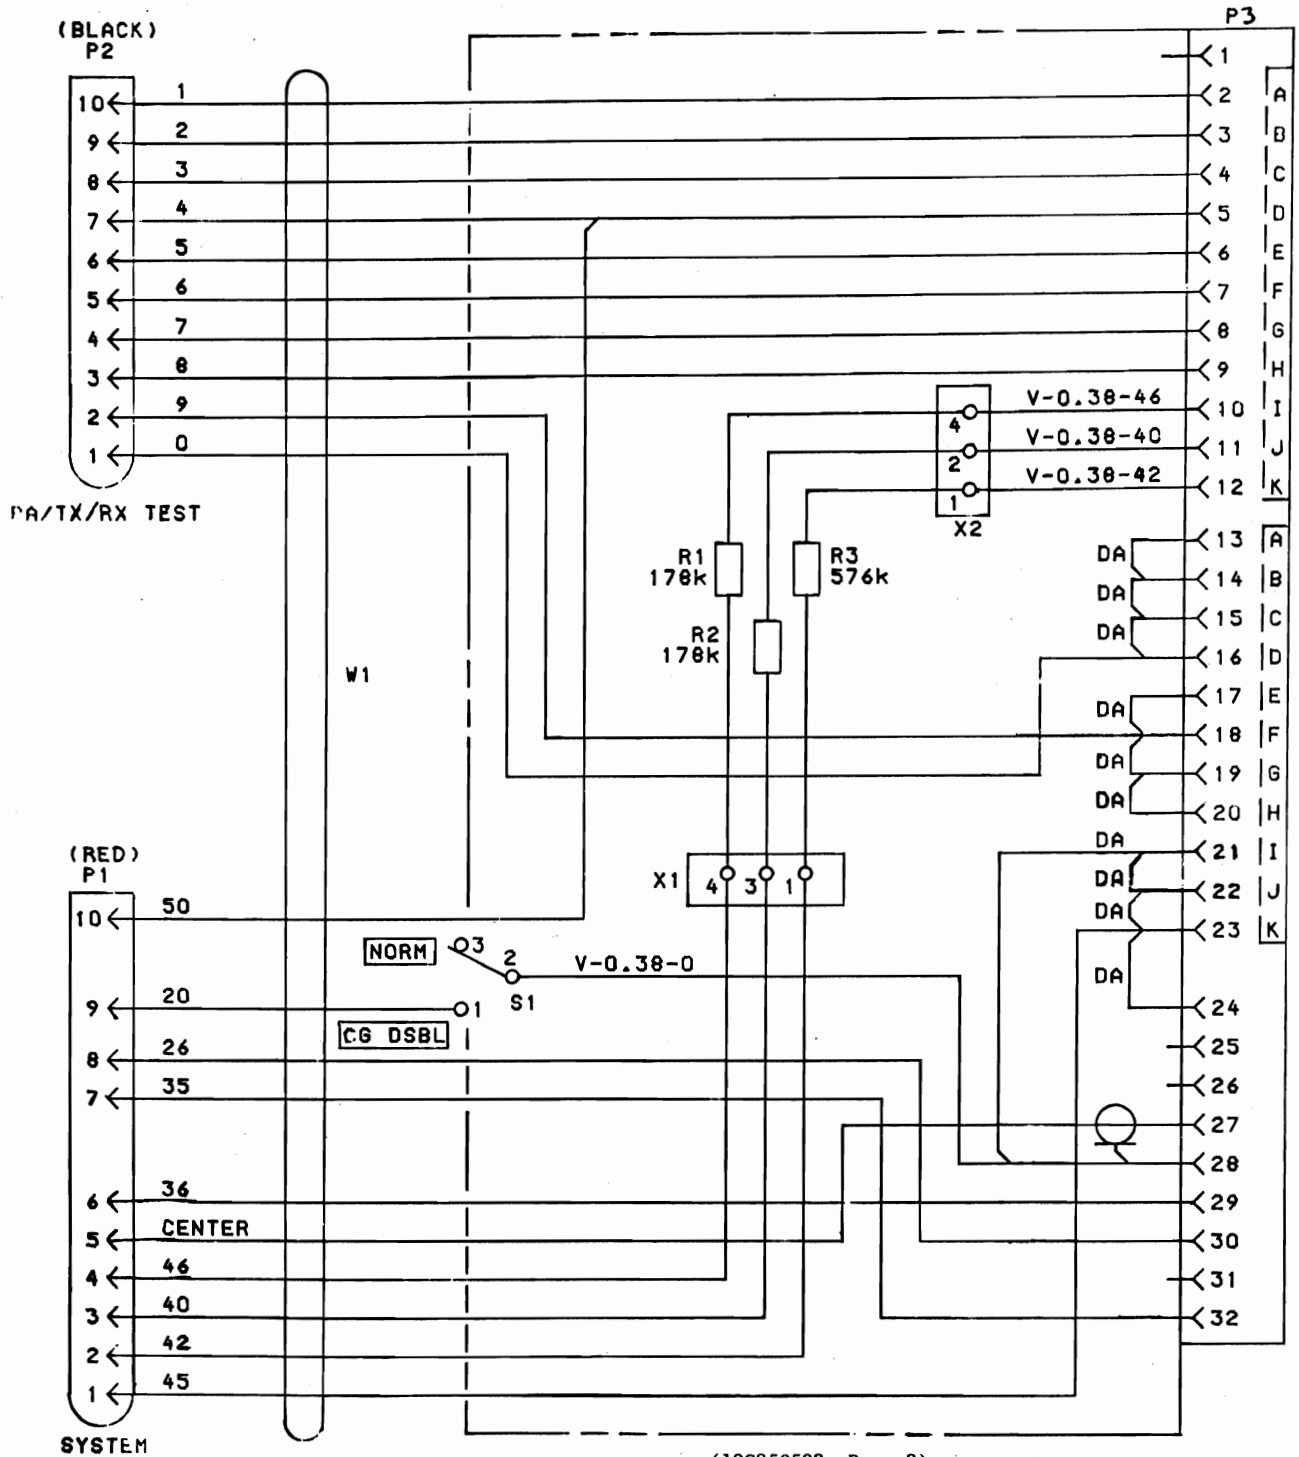 P3
(BLACK)
P2
1
10 1 2 A
9 2 3 B
8 3 4 C
7 4 5 D
6 5 6 E
5 6 7 F
4 7 8 G
3 8 9 H
2 9 4 V-0.38-46 10 I
1 0 2 V-0.38-40 11 J
1 V-0.38-42 12 K
X2
PA/TX/RX TEST
R1
178k
R3
576k
R2
178k
DA 13 A
DA 14 B
DA 15 C
16 D
W1
DA 17 E
18 F
DA 19 G
DA 20 H
DA 21 I
DA 22 J
DA 23 K
DA 24
25
26
27
28
29
30
31
32
X1 4 3 1
(RED)
P1
10 50
NORM 3
2 V-0.38-0
S1
9 20 1
CG DSBL
8 26
7 35
6 36
5 CENTER
4 46
3 40
2 42
1 45
SYSTEM